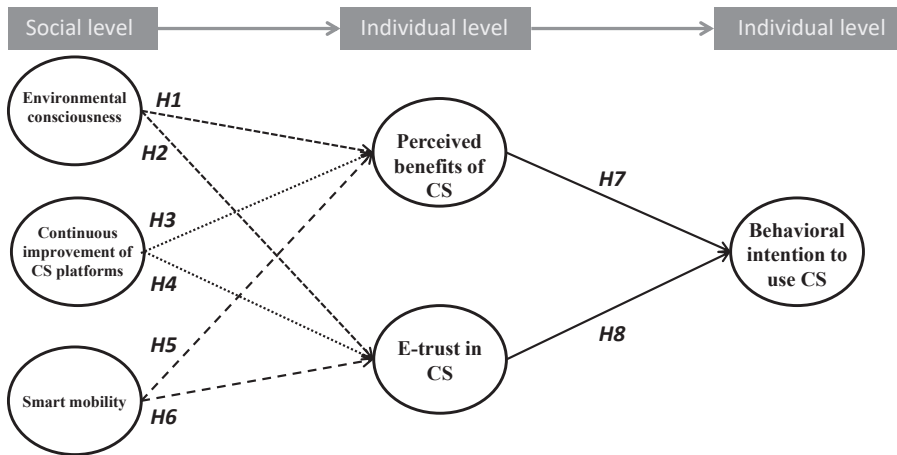 Social level
Individual level
Individual level
Environmental
consciousness
H1
H2
Perceived
benefits of
CS
H7
Continuous
improvement of
CS platforms
H3
H4
Behavioral
intention to
use CS
H5
Smart mobility
H6
E-trust in
CS
H8